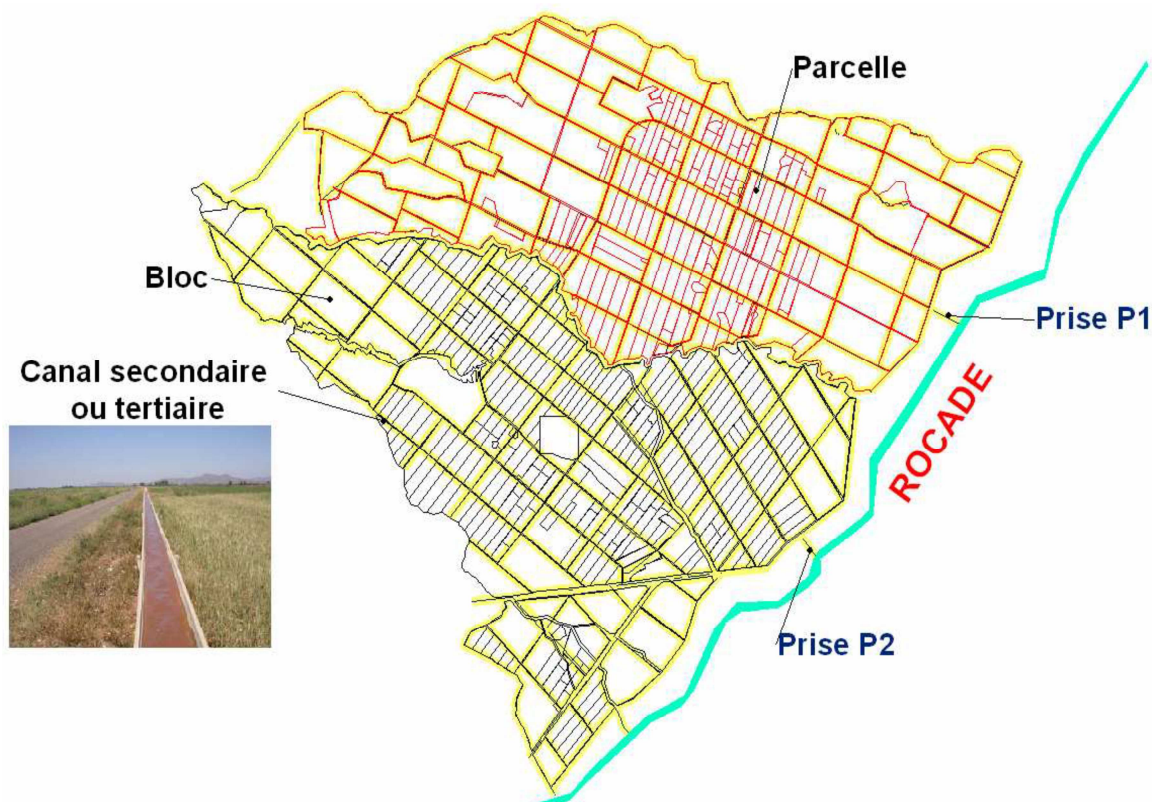 Parcelle
Bloc
Prise P1
Canal secondaire
ou tertiaire
ROCADE
Prise P2